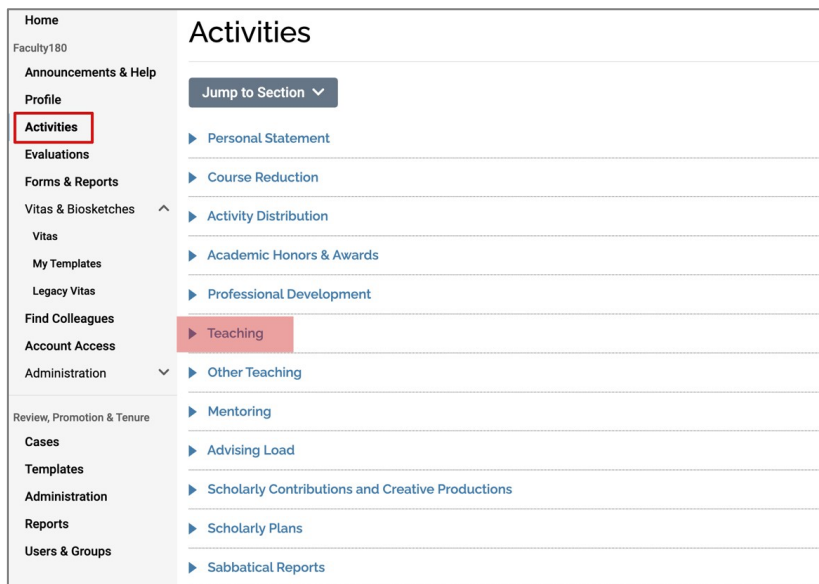 Home
Faculty180
Announcements & Help
Profile
Activities
Evaluations
Forms & Reports
Vitas & Biosketches
Vitas
My Templates
Legacy Vitas
Find Colleagues
Account Access
Administration
Review, Promotion & Tenure
Cases
Templates
Administration
Reports
Users & Groups
Activities
Jump to Section
Personal Statement
Course Reduction
Activity Distribution
Academic Honors & Awards
Professional Development
Teaching
Other Teaching
Mentoring
Advising Load
Scholarly Contributions and Creative Productions
Scholarly Plans
Sabbatical Reports